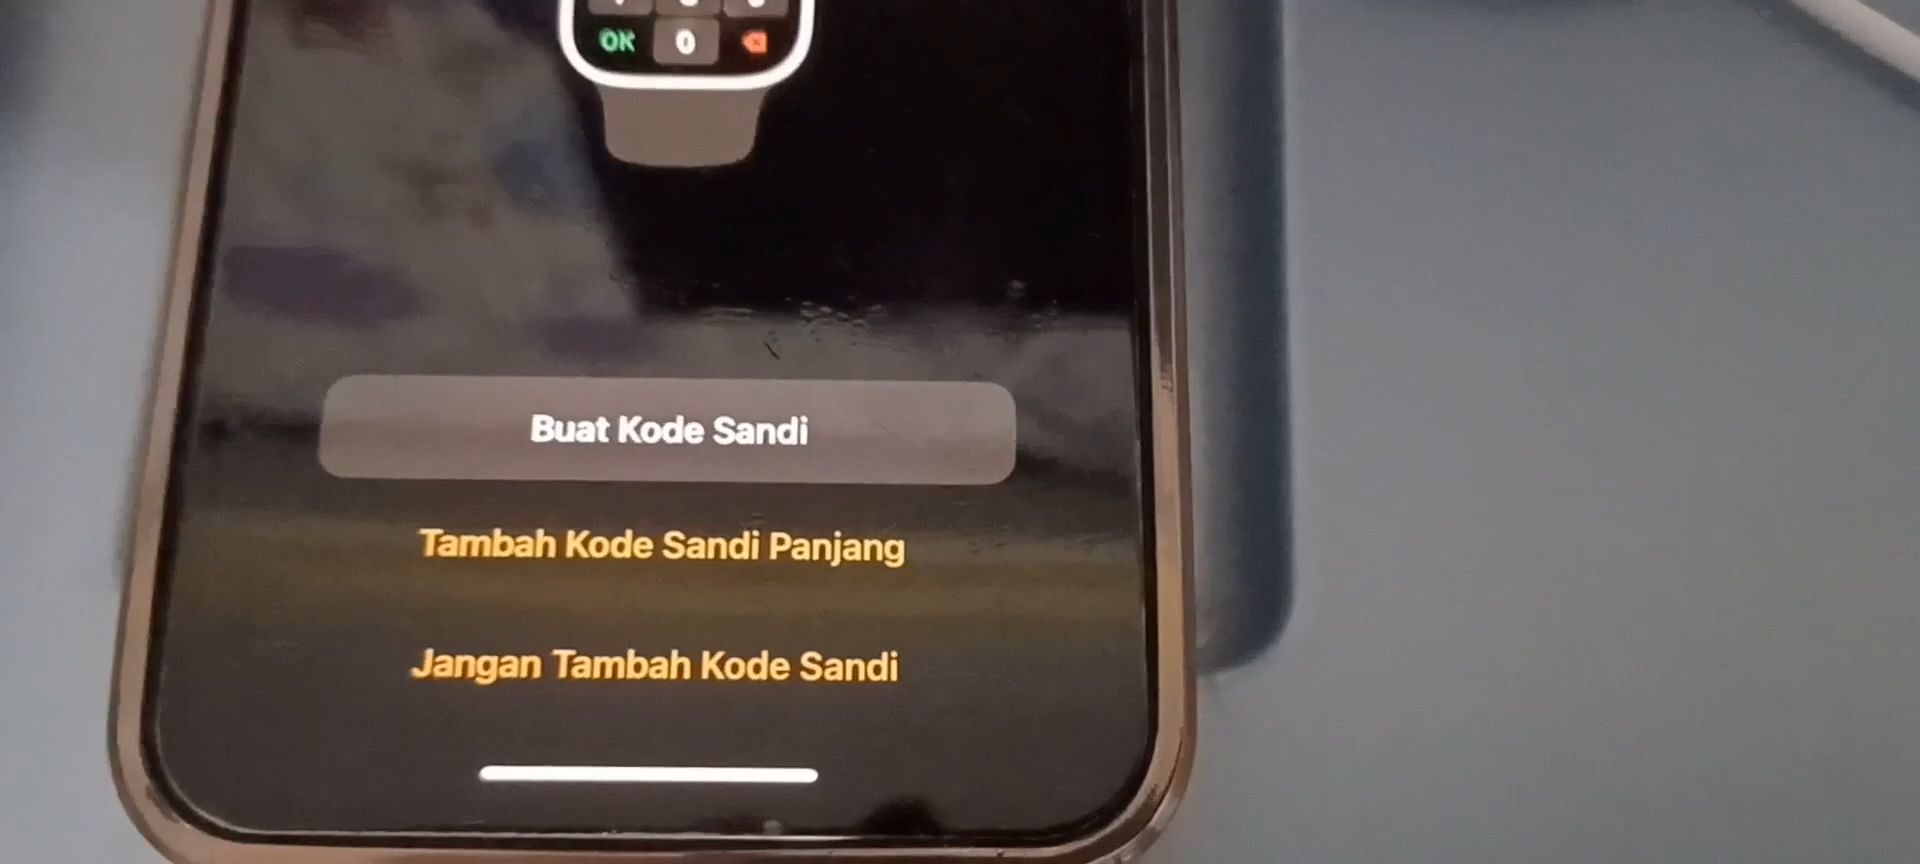 OK 0
Buat Kode Sandi
Tambah Kode Sandi Panjang
Jangan Tambah Kode Sandi